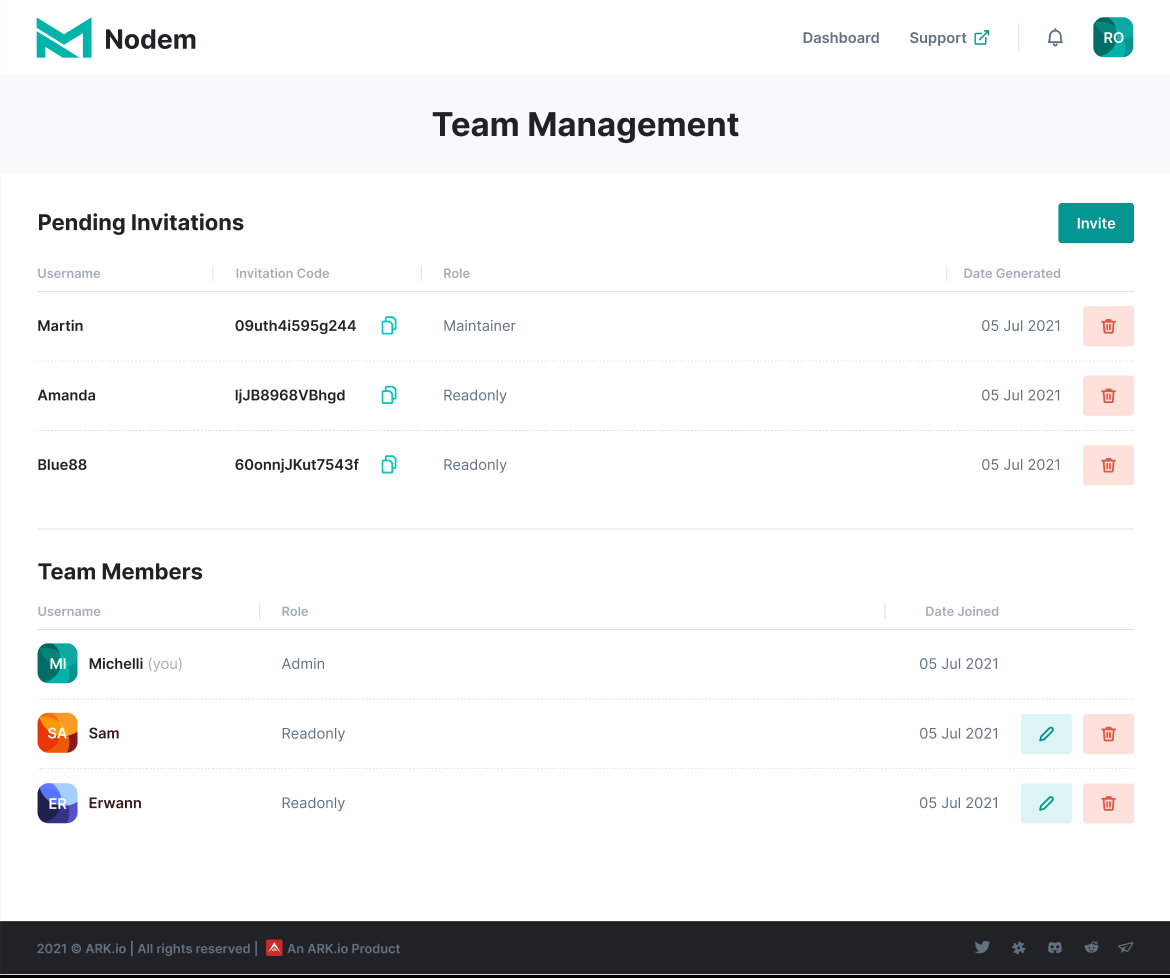 Nodem Dashboard Support RO
Team Management
Pending Invitations Invite
Username Invitation Code Role Date Generated
Martin 09uth4i595g244 Maintainer 05 Jul 2021
Amanda ljJB8968VBhgd Readonly 05 Jul 2021
Blue88 60onnjJKut7543f Readonly 05 Jul 2021
Team Members
Username Role Date Joined
MI Michelli (you) Admin 05 Jul 2021
SA Sam Readonly 05 Jul 2021
ER Erwann Readonly 05 Jul 2021
2021 © ARK.io | All rights reserved | An ARK.io Product